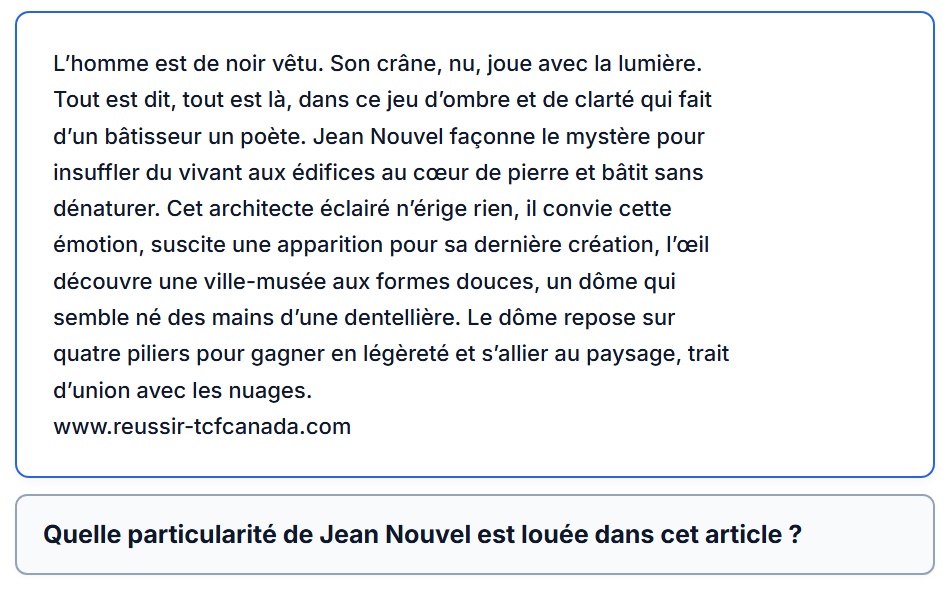 L’homme est de noir vêtu. Son crâne, nu, joue avec la lumière.
Tout est dit, tout est là, dans ce jeu d’ombre et de clarté qui fait
d’un bâtisseur un poète. Jean Nouvel façonne le mystère pour
insuffler du vivant aux édifices au cœur de pierre et bâtit sans
dénaturer. Cet architecte éclairé n’érige rien, il convie cette
émotion, suscite une apparition pour sa dernière création, l’œil
découvre une ville-musée aux formes douces, un dôme qui
semble né des mains d’une dentellière. Le dôme repose sur
quatre piliers pour gagner en légèreté et s’allier au paysage, trait
d’union avec les nuages.
www.reussir-tcfcanada.com
Quelle particularité de Jean Nouvel est louée dans cet article ?